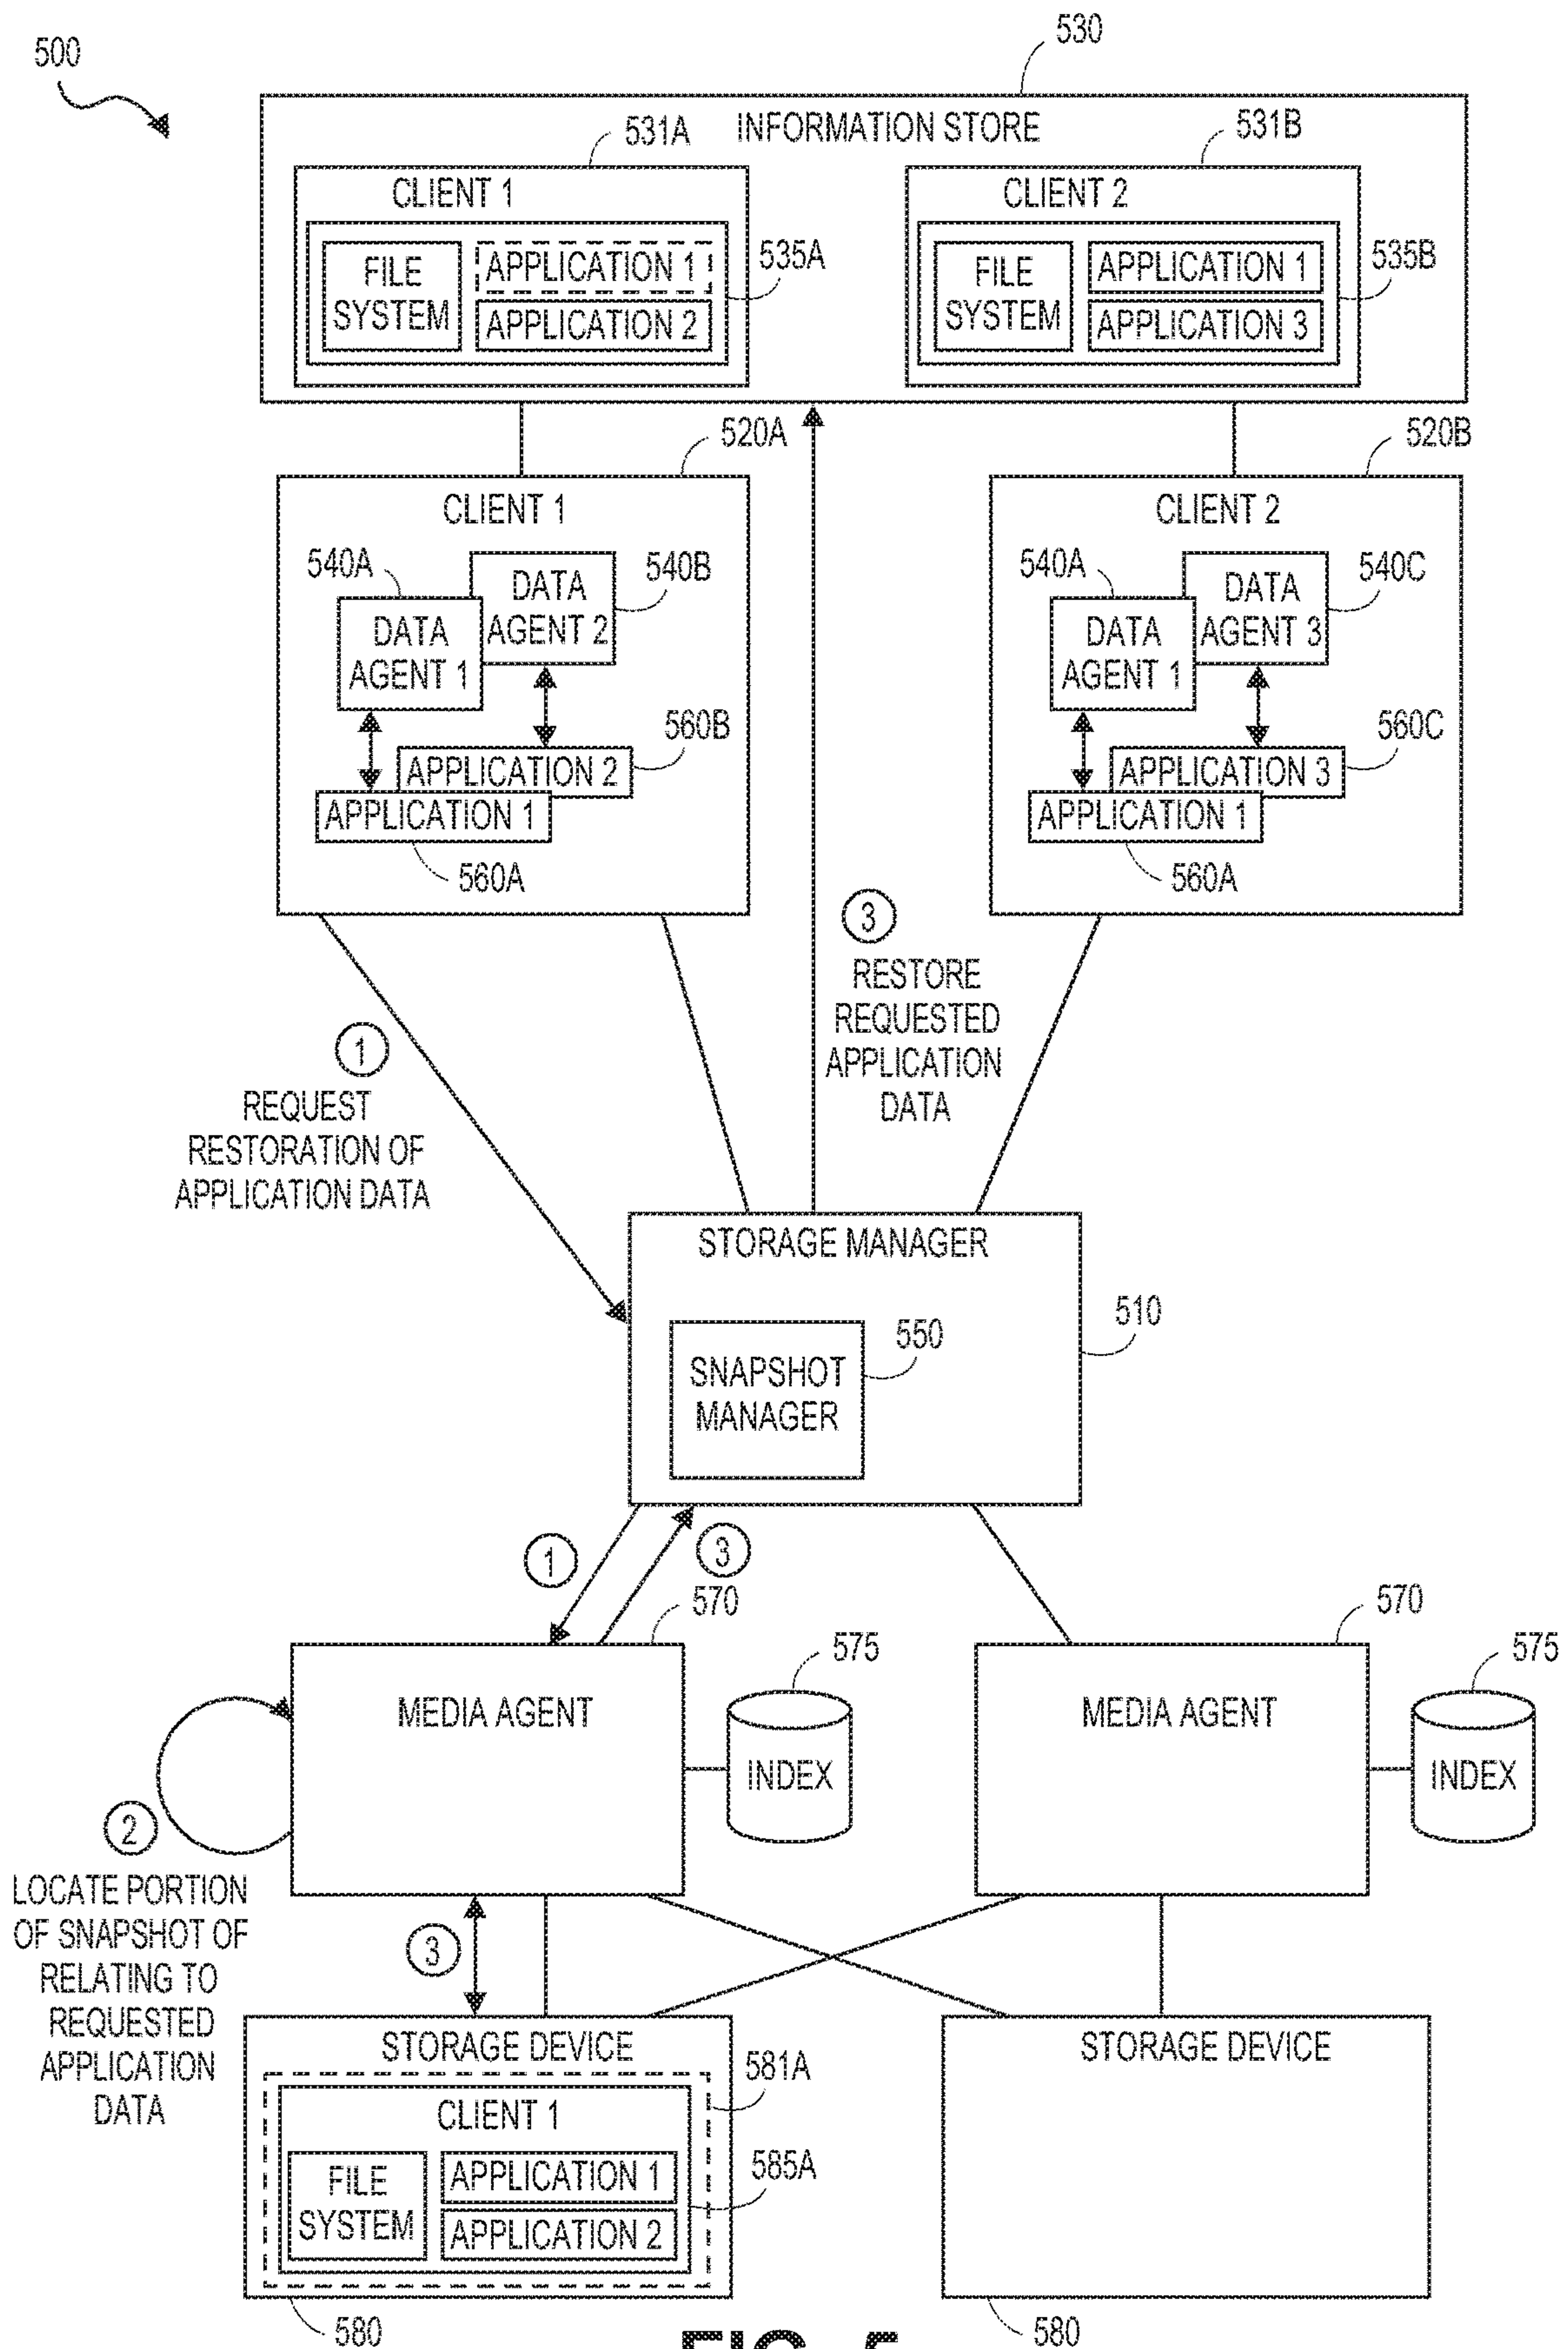 500
530
INFORMATION STORE
531A
531B
CLIENT 1
CLIENT 2
FILE
SYSTEM
APPLICATION 1
APPLICATION 2
535A
FILE
SYSTEM
APPLICATION 1
APPLICATION 3
535B
520A
520B
CLIENT 1
CLIENT 2
540A
DATA
AGENT 2
540B
DATA
AGENT 1
540A
DATA
AGENT 3
540C
DATA
AGENT 1
560B
APPLICATION 2
APPLICATION 1
560A
560C
APPLICATION 3
APPLICATION 1
560A
3
RESTORE
REQUESTED
APPLICATION
DATA
1
REQUEST
RESTORATION OF
APPLICATION DATA
STORAGE MANAGER
510
550
SNAPSHOT
MANAGER
1
3
570
570
MEDIA AGENT
575
INDEX
MEDIA AGENT
575
INDEX
2
LOCATE PORTION
OF SNAPSHOT OF
RELATING TO
REQUESTED
APPLICATION
DATA
3
STORAGE DEVICE
581A
CLIENT 1
FILE
SYSTEM
APPLICATION 1
APPLICATION 2
585A
580
STORAGE DEVICE
580
FIG. 5